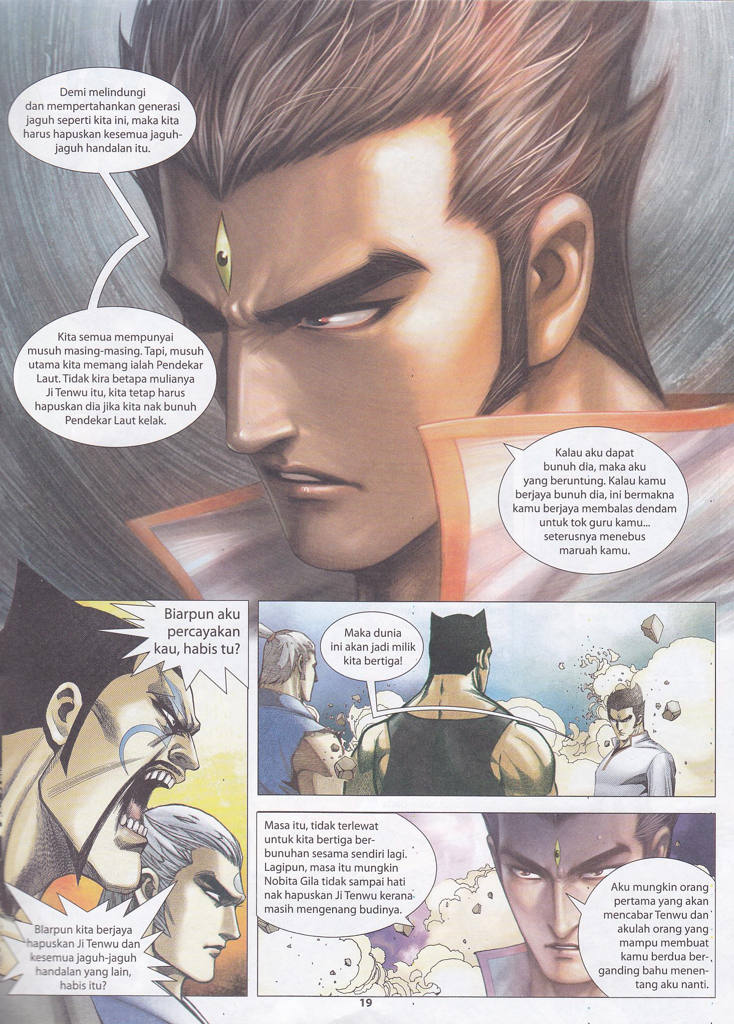 Demi melindungi
dan mempertahankan generasi
jaguh seperti kita ini, maka kita
harus hapuskan kesemua jaguh-
jaguh handalan itu.
Kita semua mempunyai
musuh masing-masing. Tapi, musuh
utama kita memang ialah Pendekar
Laut. Tidak kira betapa mulianya
Ji Tenwu itu, kita tetap harus
hapuskan dia jika kita nak bunuh
Pendekar Laut kelak.
Kalau aku dapat
bunuh dia, maka aku
yang beruntung. Kalau kamu
berjaya bunuh dia, ini bermakna
kamu berjaya membalas dendam
untuk tok guru kamu...
seterusnya menebus
maruah kamu.
Biarpun aku
percayakan
kau, habis tu?
Biarpun kita berjaya
hapuskan Ji Tenwu dan
kesemua jaguh-jaguh
handalan yang lain,
habis itu?
Maka dunia
ini akan jadi milik
kita bertiga!
Masa itu, tidak terlewat
untuk kita bertiga ber-
bunuhan sesama sendiri lagi.
Lagipun, masa itu mungkin
Nobita Gila tidak sampai hati
nak hapuskan Ji Tenwu kerana
masih mengenang budinya.
Aku mungkin orang
pertama yang akan
mencabar Tenwu dan
akulah orang yang
mampu membuat
kamu berdua ber-
ganding bahu menen-
tang aku nanti.
19